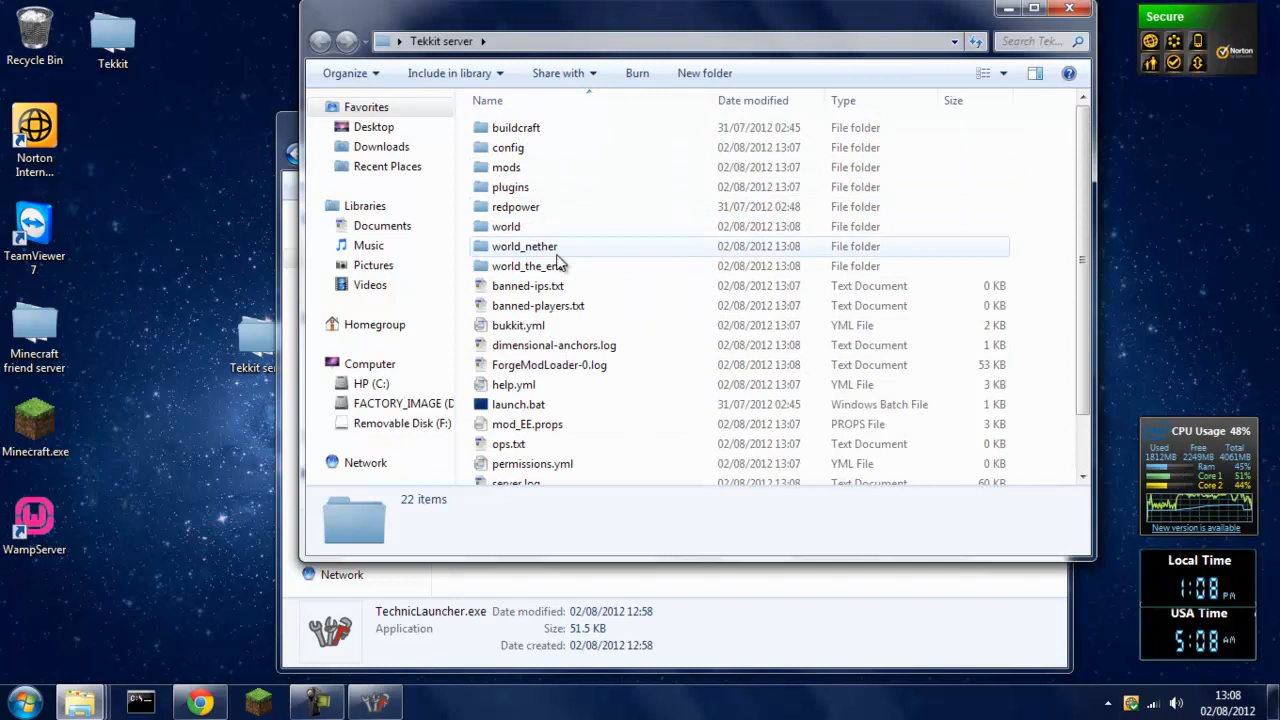 Recycle Bin
Tekkit
Norton
Intern...
TeamViewer
7
Minecraft
friend server
Minecraft.exe
WampServer
Tekkit ser
Tekkit server
Search Tek...
Organize
Include in library
Share with
Burn
New folder
Favorites
Desktop
Downloads
Recent Places
Libraries
Documents
Music
Pictures
Videos
Homegroup
Computer
HP (C:)
FACTORY_IMAGE (D
Removable Disk (F:)
Network
Name Date modified Type Size
buildcraft 31/07/2012 02:45 File folder
config 02/08/2012 13:07 File folder
mods 02/08/2012 13:07 File folder
plugins 02/08/2012 13:07 File folder
redpower 31/07/2012 02:48 File folder
world 02/08/2012 13:08 File folder
world_nether 02/08/2012 13:08 File folder
world_the_en 02/08/2012 13:08 File folder
banned-ips.txt 02/08/2012 13:07 Text Document 0 KB
banned-players.txt 02/08/2012 13:07 Text Document 0 KB
bukkit.yml 02/08/2012 13:07 YML File 2 KB
dimensional-anchors.log 02/08/2012 13:08 Text Document 1 KB
ForgeModLoader-0.log 02/08/2012 13:08 Text Document 53 KB
help.yml 02/08/2012 13:07 YML File 3 KB
launch.bat 31/07/2012 02:45 Windows Batch File 1 KB
mod_EE.props 02/08/2012 13:07 PROPS File 3 KB
ops.txt 02/08/2012 13:07 Text Document 0 KB
permissions.yml 02/08/2012 13:07 YML File 0 KB
server.log 02/08/2012 13:08 Text Document 60 KB
22 items
Network
TechnicLauncher.exe Date modified: 02/08/2012 12:58
Application Size: 51.5 KB
Date created: 02/08/2012 12:58
Secure
Norton
CPU Usage 48%
Used Free Total
1812MB 2249MB 4061MB
Ram 45%
Core 1 51%
Core 2 44%
New version is available
Local Time
1:08 PM
USA Time
5:08 AM
13:08
02/08/2012